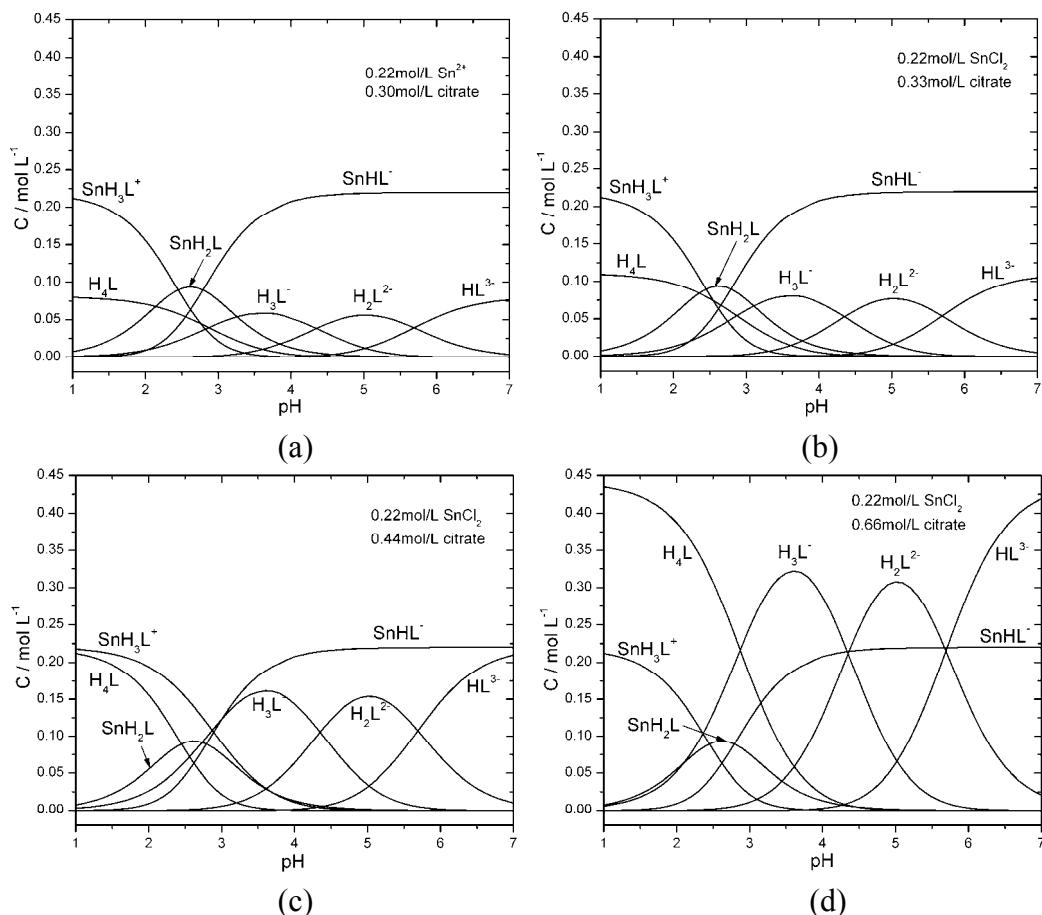 0.45
0.40
0.35
0.30
0.25
0.20
0.15
0.10
0.05
0.00
C / mol L⁻¹
0.22mol/L Sn²⁺
0.30mol/L citrate
SnH₃L⁺
SnHL⁻
SnH₂L
H₄L
H₃L⁻
H₂L²⁻
HL³⁻
1 2 3 4 5 6 7
pH
(a)
0.45
0.40
0.35
0.30
0.25
0.20
0.15
0.10
0.05
0.00
C / mol L⁻¹
0.22mol/L SnCl₂
0.33mol/L citrate
SnH₃L⁺
SnHL⁻
SnH₂L
H₄L
H₃L⁻
H₂L²⁻
HL³⁻
1 2 3 4 5 6 7
pH
(b)
0.45
0.40
0.35
0.30
0.25
0.20
0.15
0.10
0.05
0.00
C / mol L⁻¹
0.22mol/L SnCl₂
0.44mol/L citrate
SnH₃L⁺
SnHL⁻
H₄L
SnH₂L
H₃L⁻
H₂L²⁻
HL³⁻
1 2 3 4 5 6 7
pH
(c)
0.45
0.40
0.35
0.30
0.25
0.20
0.15
0.10
0.05
0.00
C / mol L⁻¹
0.22mol/L SnCl₂
0.66mol/L citrate
H₄L
H₃L⁻
H₂L²⁻
HL³⁻
SnH₃L⁺
SnHL⁻
SnH₂L
1 2 3 4 5 6 7
pH
(d)